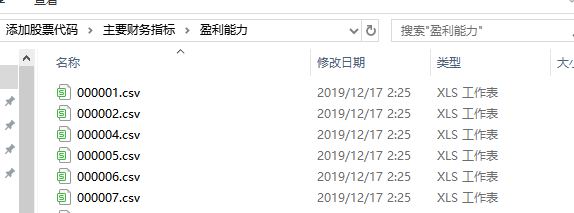 查看
添加股票代码 主要财务指标 盈利能力 搜索"盈利能力"
名称 修改日期 类型 大小
000001.csv 2019/12/17 2:25 XLS 工作表
000002.csv 2019/12/17 2:25 XLS 工作表
000004.csv 2019/12/17 2:25 XLS 工作表
000005.csv 2019/12/17 2:25 XLS 工作表
000006.csv 2019/12/17 2:25 XLS 工作表
000007.csv 2019/12/17 2:25 XLS 工作表